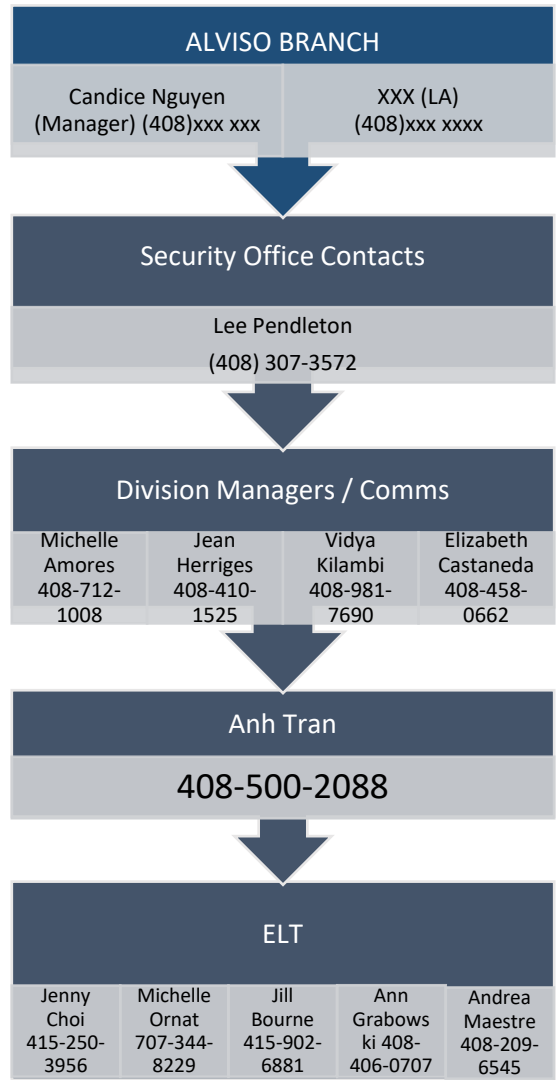 ALVISO BRANCH
Candice Nguyen
(Manager) (408)xxx xxx
XXX (LA)
(408)xxx xxxx
Security Office Contacts
Lee Pendleton
(408) 307-3572
Division Managers / Comms
Michelle
Amores
408-712-
1008
Jean
Herriges
408-410-
1525
Vidya
Kilambi
408-981-
7690
Elizabeth
Castaneda
408-458-
0662
Anh Tran
408-500-2088
ELT
Jenny
Choi
415-250-
3956
Michelle
Ornat
707-344-
8229
Jill
Bourne
415-902-
6881
Ann
Grabows
ki 408-
406-0707
Andrea
Maestre
408-209-
6545